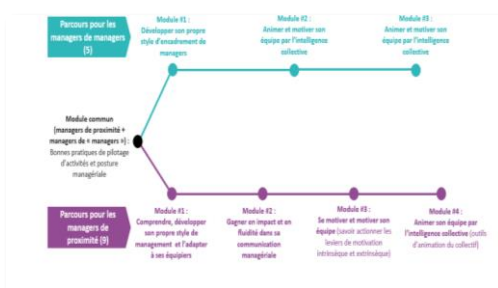 Parcours pour les
managers de managers
(5)
Module #1 :
Développer son propre
style d'encadrement de
managers
Module #2 :
Animer et motiver son
équipe par l'intelligence
collective
Module #3 :
Animer et motiver son
équipe par l'intelligence
collective
Module commun
(managers de proximité +
managers de « managers ») :
Bonnes pratiques de pilotage
d'activités et posture
managériale
Parcours pour les
managers de
proximité (9)
Module #1 :
Comprendre, développer
son propre style de
management et l'adapter
à ses équipiers
Module #2 :
Gagner en impact et en
fluidité dans sa
communication
managériale
Module #3 :
Se motiver et motiver son
équipe (savoir actionner les
leviers de motivation
intrinsèque et extrinsèque)
Module #4 :
Animer son équipe par
l'intelligence collective (outils
d'animation du collectif)